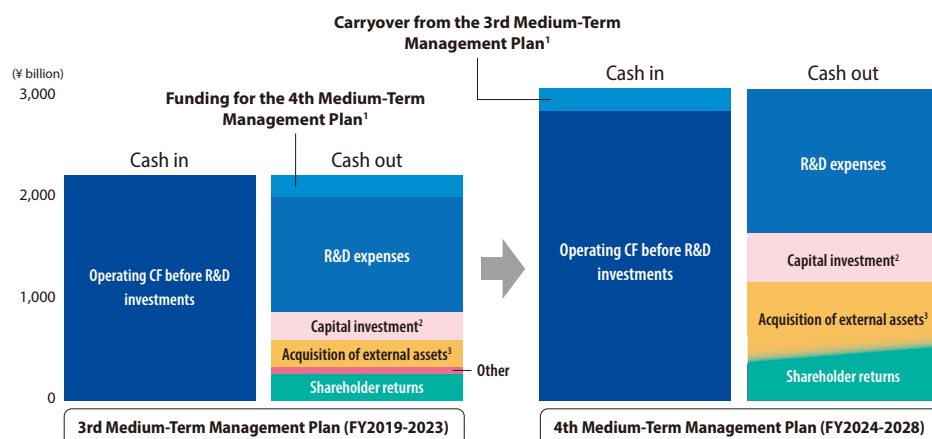 Carryover from the 3rd Medium-Term
Management Plan¹
(¥ billion)
3,000
2,000
1,000
0
Funding for the 4th Medium-Term
Management Plan¹
Cash in
Cash out
Operating CF before R&D
investments
R&D expenses
Capital investment²
Acquisition of external assets³
Other
Shareholder returns
3rd Medium-Term Management Plan (FY2019-2023)
Cash in
Cash out
Operating CF before R&D
investments
R&D expenses
Capital investment²
Acquisition of external assets³
Shareholder returns
4th Medium-Term Management Plan (FY2024-2028)